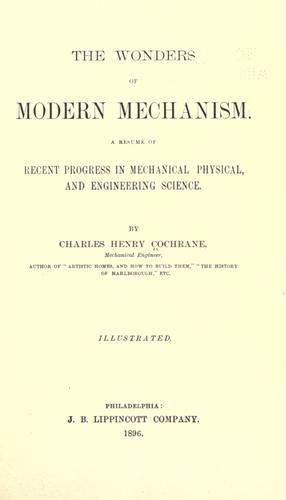 THE WONDERS
OF
MODERN MECHANISM.
A RÉSUMÉ OF
RECENT PROGRESS IN MECHANICAL PHYSICAL,
AND ENGINEERING SCIENCE.
BY
CHARLES HENRY COCHRANE,
Mechanical Engineer,
AUTHOR OF "ARTISTIC HOMES, AND HOW TO BUILD THEM," "THE HISTORY
OF MARLBOROUGH," ETC.
ILLUSTRATED.
PHILADELPHIA:
J. B. LIPPINCOTT COMPANY.
1896.